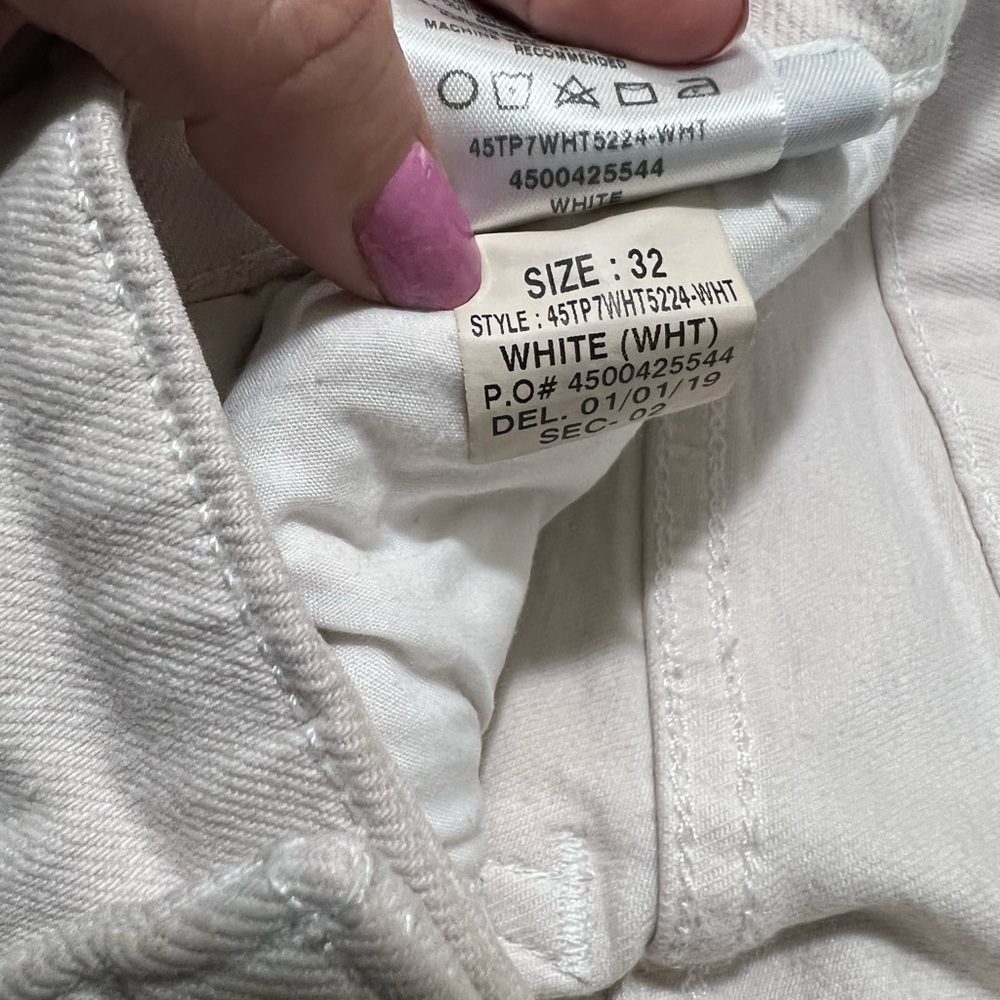 MACHINE
RECOMMENDED
45TP7WHT5224-WHT
4500425544
WHITE
SIZE : 32
STYLE : 45TP7WHT5224-WHT
WHITE (WHT)
P.O# 4500425544
DEL. 01/01/19
SEC- 02